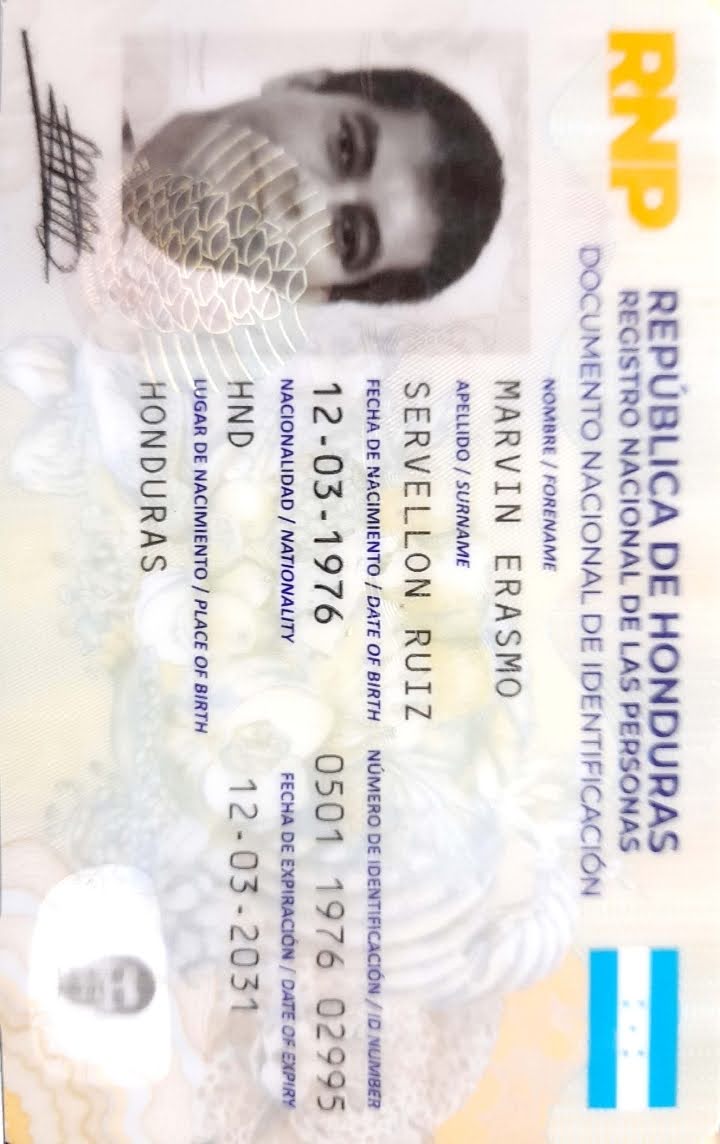 RNP
REPÚBLICA DE HONDURAS
REGISTRO NACIONAL DE LAS PERSONAS
DOCUMENTO NACIONAL DE IDENTIFICACIÓN
NOMBRE / FORENAME
MARVIN ERASMO
APELLIDO / SURNAME
SERVELLON RUIZ
FECHA DE NACIMIENTO / DATE OF BIRTH
12-03-1976
NÚMERO DE IDENTIFICACIÓN / ID NUMBER
0501 1976 02995
NACIONALIDAD / NATIONALITY
HND
FECHA DE EXPIRACIÓN / DATE OF EXPIRY
12-03-2031
LUGAR DE NACIMIENTO / PLACE OF BIRTH
HONDURAS